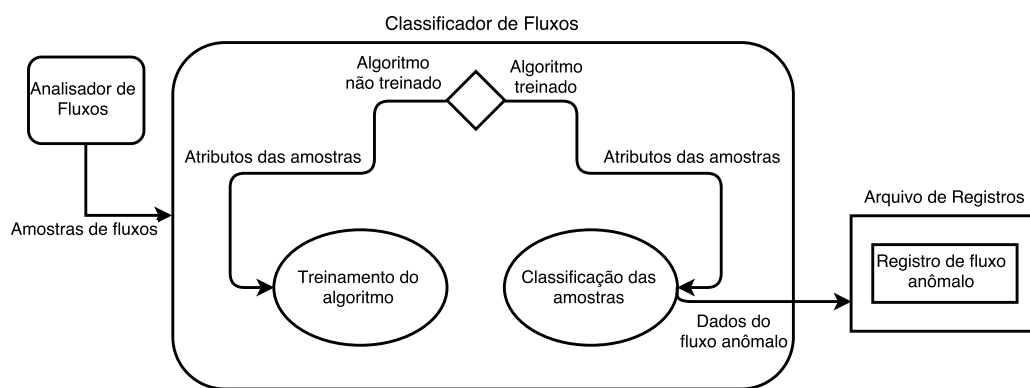 Classificador de Fluxos
Analisador de
Fluxos
Amostras de fluxos
Algoritmo
não treinado
Algoritmo
treinado
Atributos das amostras
Atributos das amostras
Treinamento do
algoritmo
Classificação das
amostras
Dados do
fluxo anômalo
Arquivo de Registros
Registro de fluxo
anômalo